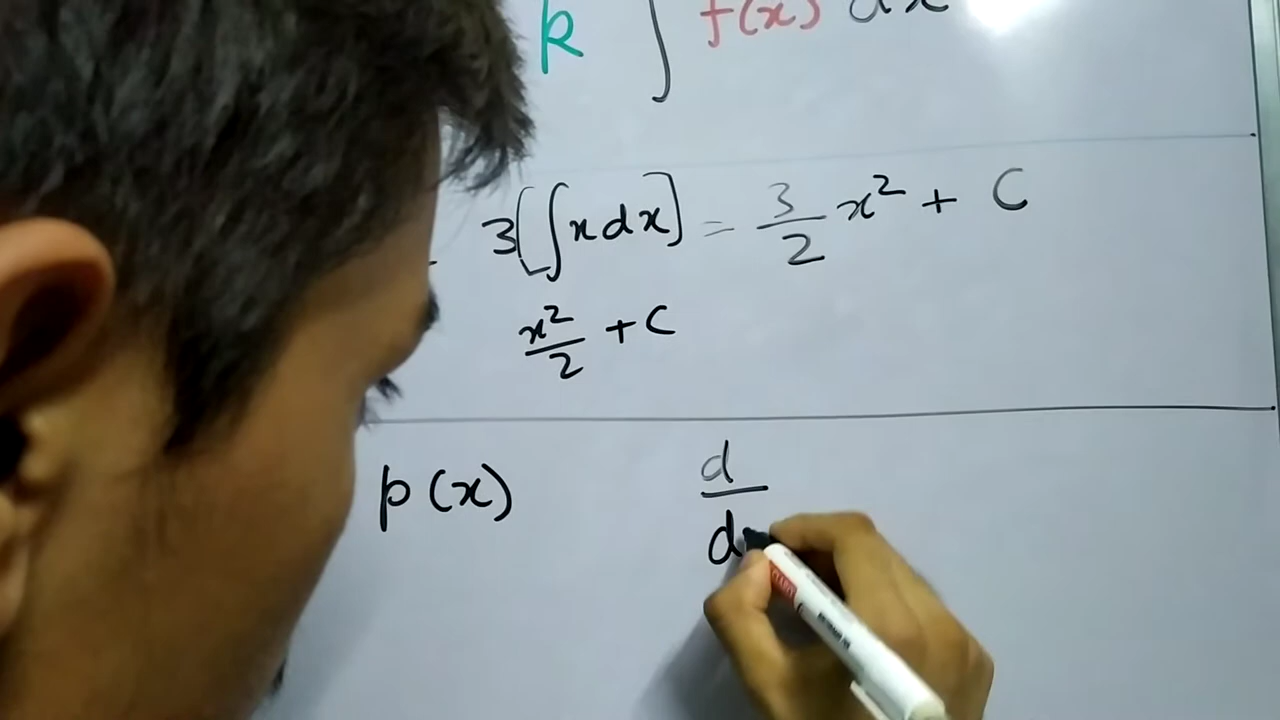 k ∫ f(x) dx
3[∫x dx] = 3/2 x² + C
x²/2 + C
p(x) d/d